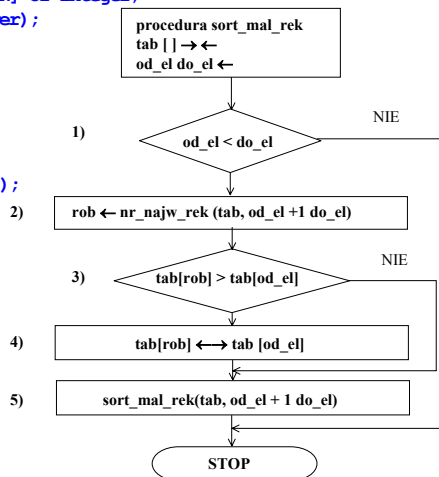 of integer;
er);
procedura sort_mal_rek
tab [ ] → ←
od_el do_el ←
NIE
1) od_el < do_el
);
2) rob ← nr_najw_rek (tab, od_el +1 do_el)
NIE
3) tab[rob] > tab[od_el]
4) tab[rob] ←→ tab [od_el]
5) sort_mal_rek(tab, od_el + 1 do_el)
STOP